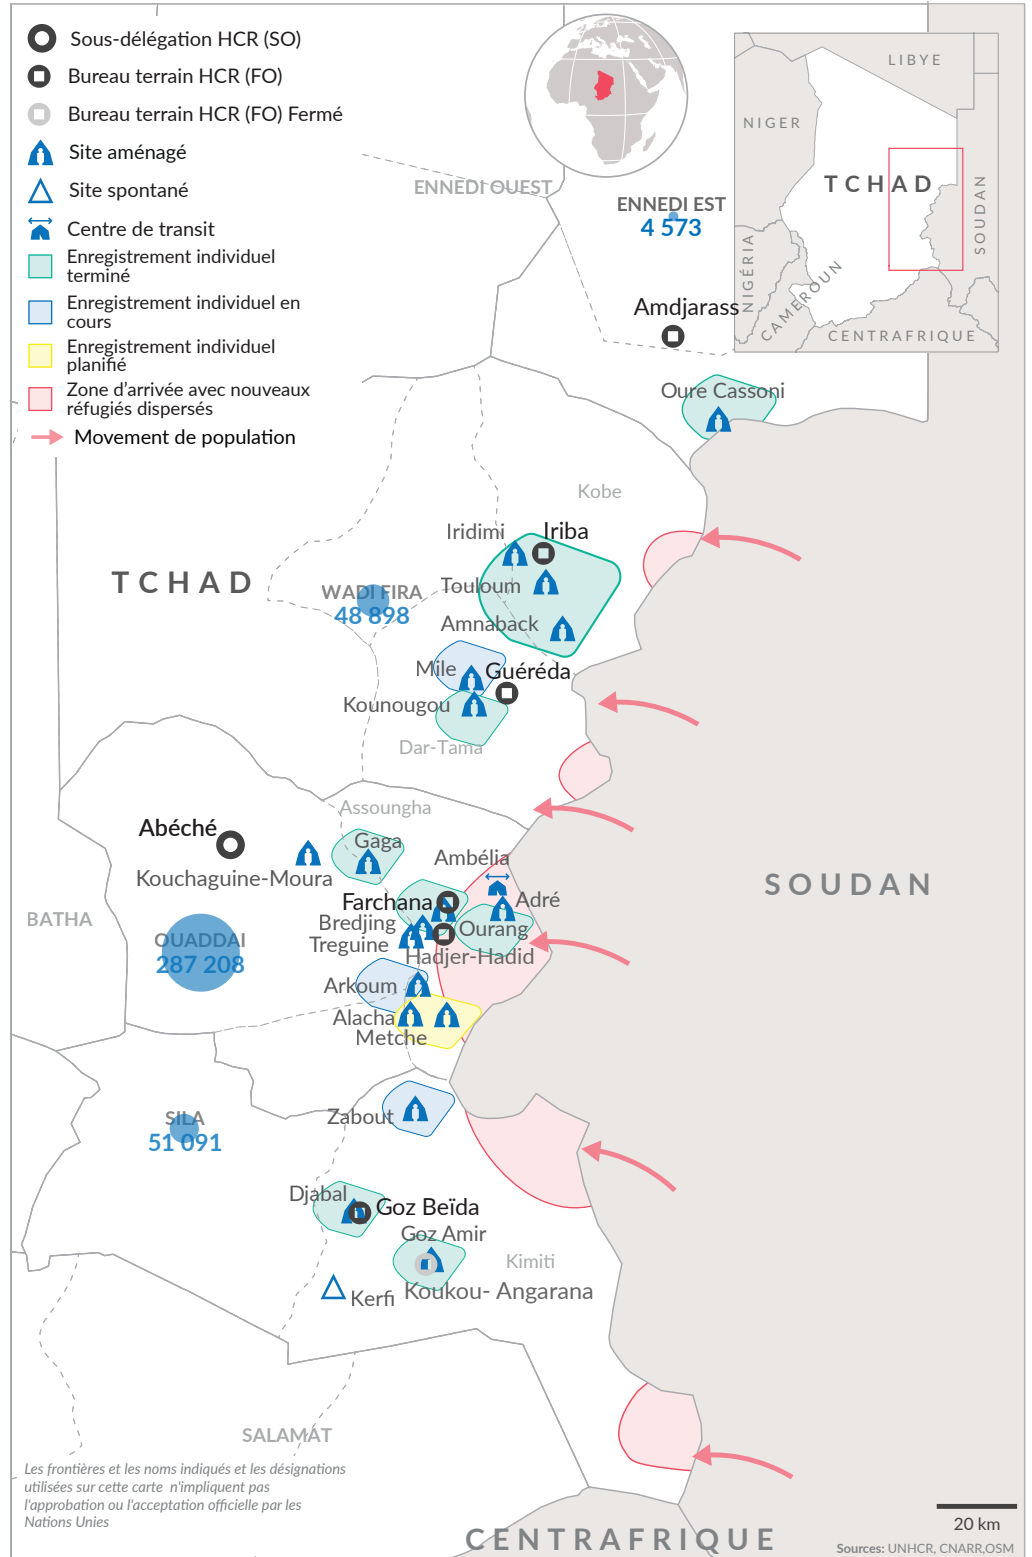 Sous-délégation HCR (SO)
Bureau terrain HCR (FO)
Bureau terrain HCR (FO) Fermé
Site aménagé
Site spontané
Centre de transit
Enregistrement individuel
terminé
Enregistrement individuel en
cours
Enregistrement individuel
planifié
Zone d'arrivée avec nouveaux
réfugiés dispersés
Movement de population
LIBYE
NIGER
TCHAD
SOUDAN
NIGÉRIA
CAMEROUN
CENTRAFRIQUE
ENNEDI OUEST
ENNEDI EST
4 573
Amdjarass
Oure Cassoni
Kobe
Iridimi
Iriba
TCHAD
WADI FIRA
48 898
Touloum
Amnaback
Mile
Guéréda
Kounougou
Dar-Tama
Assoungha
Abéché
Gaga
Kouchaguine-Moura
Ambélia
SOUDAN
Farchana
Adré
BATHA
Bredjing
Ourang
Treguine
OUADDAI
287 208
Hadjer-Hadid
Arkoum
Alacha
Metche
SILA
51 091
Zabout
Djabal
Goz Beïda
Goz Amir
Kimiti
Koukou- Angarana
Kerfi
SALAMAT
Les frontières et les noms indiqués et les désignations
utilisées sur cette carte n'impliquent pas
l'approbation ou l'acceptation officielle par les
Nations Unies
CENTRAFRIQUE
20 km
Sources: UNHCR, CNARR,OSM